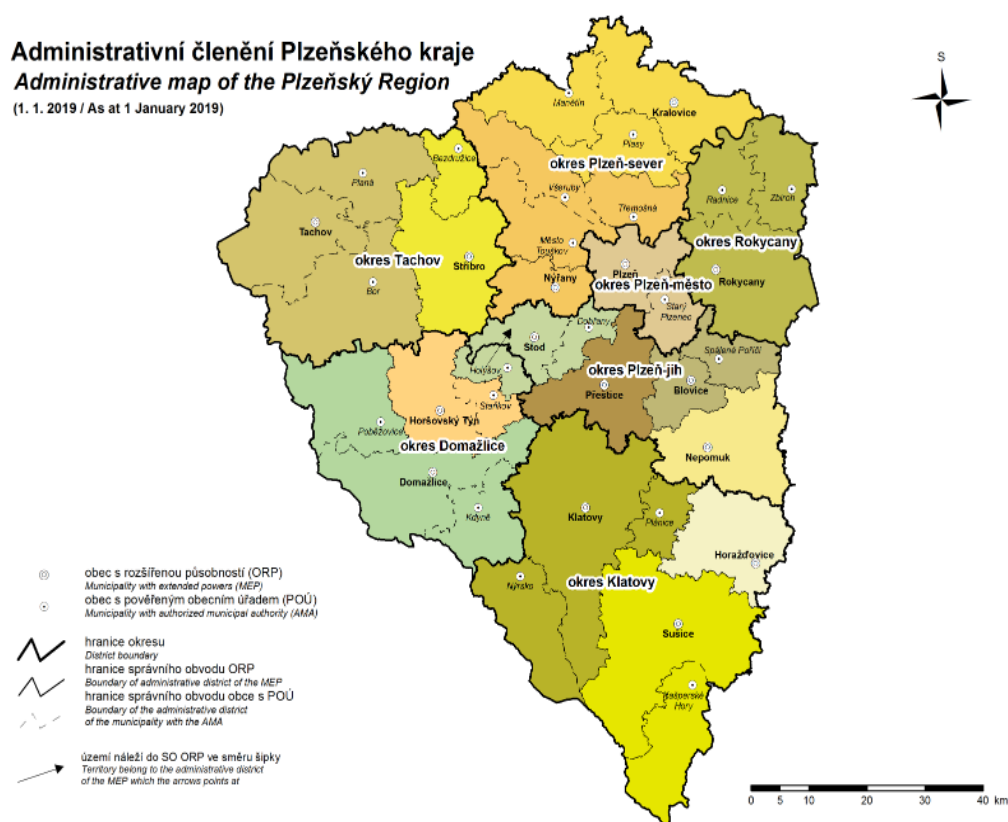 Administrativní členění Plzeňského kraje
Administrative map of the Plzeňský Region
(1. 1. 2019 / As at 1 January 2019)
S
Manětín
Kralovice
Plasy
Bezdružice
okres Plzeň-sever
Planá
Všeruby
Radnice
Zbiroh
Třemošná
Tachov
Město
Touškov
okres Rokycany
okres Tachov
Stříbro
Plzeň
Rokycany
Bor
Nýřany
okres Plzeň-město
Starý
Plzenec
Dobřany
Stod
Spálené Poříčí
Holýšov
okres Plzeň-jih
Blovice
Přeštice
Staňkov
Horšovský Týn
Poběžovice
okres Domažlice
Nepomuk
Domažlice
Kdyně
Klatovy
Plánice
Horažďovice
Nýrsko
okres Klatovy
Sušice
Kašperské
Hory
obec s rozšířenou působností (ORP)
Municipality with extended powers (MEP)
obec s pověřeným obecním úřadem (POÚ)
Municipality with authorized municipal authority (AMA)
hranice okresu
District boundary
hranice správního obvodu ORP
Boundary of administrative district of the MEP
hranice správního obvodu obce s POÚ
Boundary of the administrative district
of the municipality with the AMA
území náleží do SO ORP ve směru šipky
Territory belong to the administrative district
of the MEP which the arrows points at
0 5 10 20 30 40 km